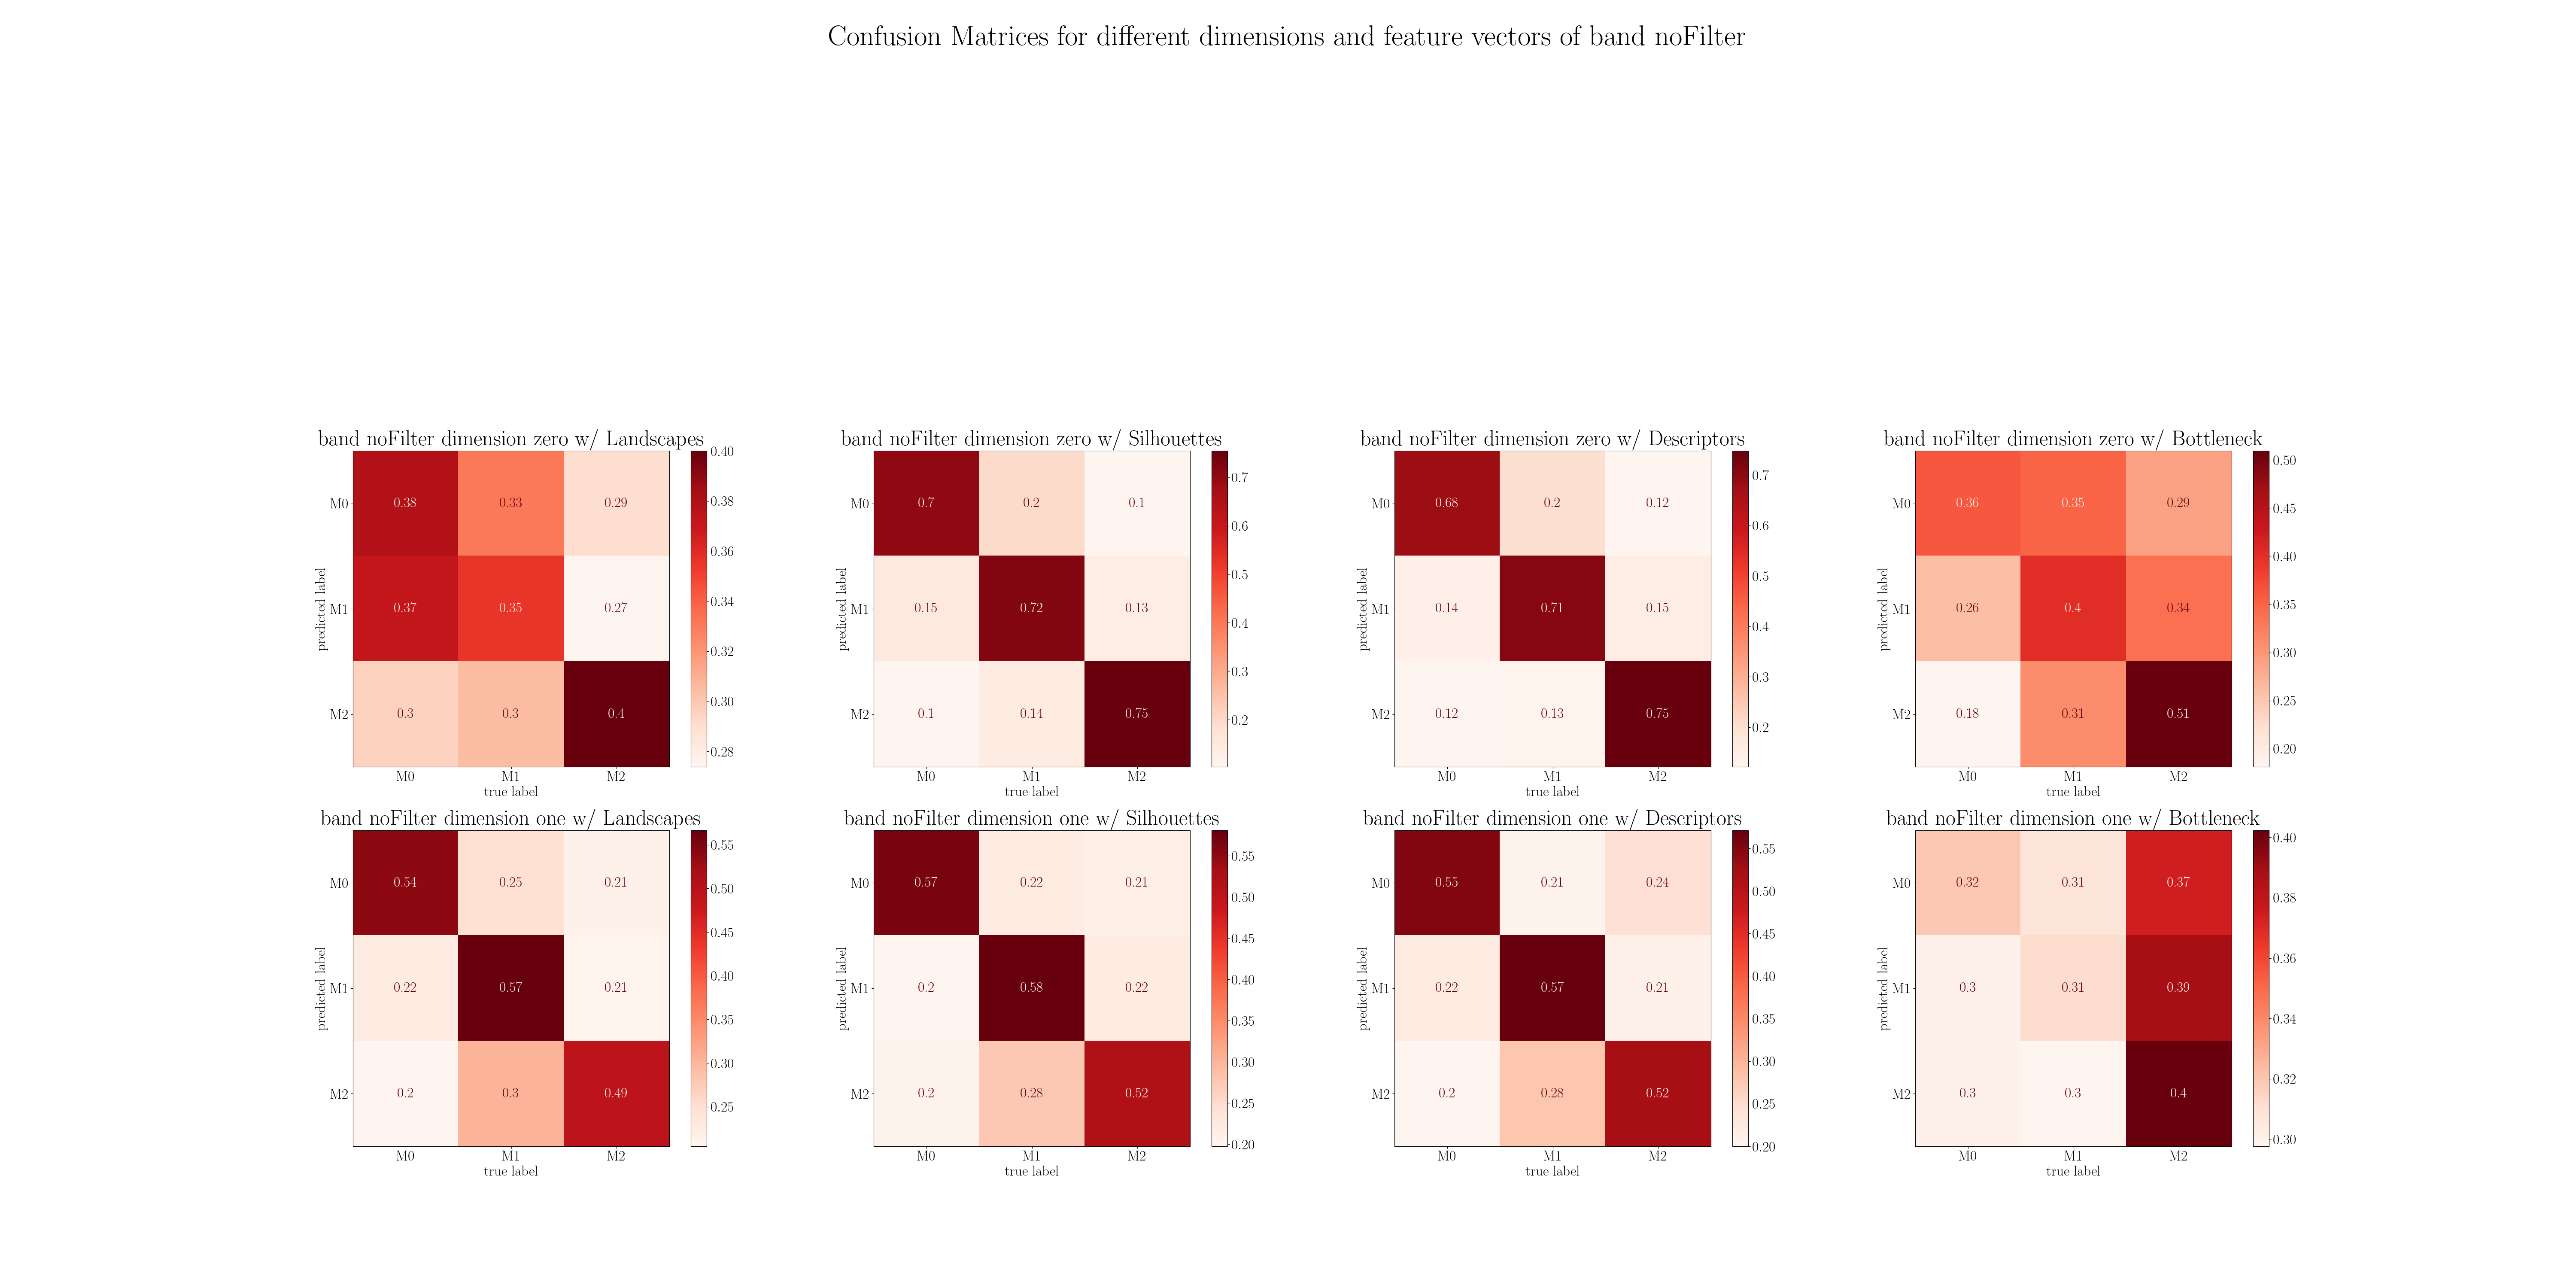 Confusion Matrices for different dimensions and feature vectors of band noFilter
band noFilter dimension zero w/ Landscapes
predicted label
M0
M1
M2
0.38 0.33 0.29
0.37 0.35 0.27
0.3 0.3 0.4
M0 M1 M2
true label
0.40
0.38
0.36
0.34
0.32
0.30
0.28
band noFilter dimension zero w/ Silhouettes
predicted label
M0
M1
M2
0.7 0.2 0.1
0.15 0.72 0.13
0.1 0.14 0.75
M0 M1 M2
true label
0.7
0.6
0.5
0.4
0.3
0.2
band noFilter dimension zero w/ Descriptors
predicted label
M0
M1
M2
0.68 0.2 0.12
0.14 0.71 0.15
0.12 0.13 0.75
M0 M1 M2
true label
0.7
0.6
0.5
0.4
0.3
0.2
band noFilter dimension zero w/ Bottleneck
predicted label
M0
M1
M2
0.36 0.35 0.29
0.26 0.4 0.34
0.18 0.31 0.51
M0 M1 M2
true label
0.50
0.45
0.40
0.35
0.30
0.25
0.20
band noFilter dimension one w/ Landscapes
predicted label
M0
M1
M2
0.54 0.25 0.21
0.22 0.57 0.21
0.2 0.3 0.49
M0 M1 M2
true label
0.55
0.50
0.45
0.40
0.35
0.30
0.25
band noFilter dimension one w/ Silhouettes
predicted label
M0
M1
M2
0.57 0.22 0.21
0.2 0.58 0.22
0.2 0.28 0.52
M0 M1 M2
true label
0.55
0.50
0.45
0.40
0.35
0.30
0.25
0.20
band noFilter dimension one w/ Descriptors
predicted label
M0
M1
M2
0.55 0.21 0.24
0.22 0.57 0.21
0.2 0.28 0.52
M0 M1 M2
true label
0.55
0.50
0.45
0.40
0.35
0.30
0.25
0.20
band noFilter dimension one w/ Bottleneck
predicted label
M0
M1
M2
0.32 0.31 0.37
0.3 0.31 0.39
0.3 0.3 0.4
M0 M1 M2
true label
0.40
0.38
0.36
0.34
0.32
0.30